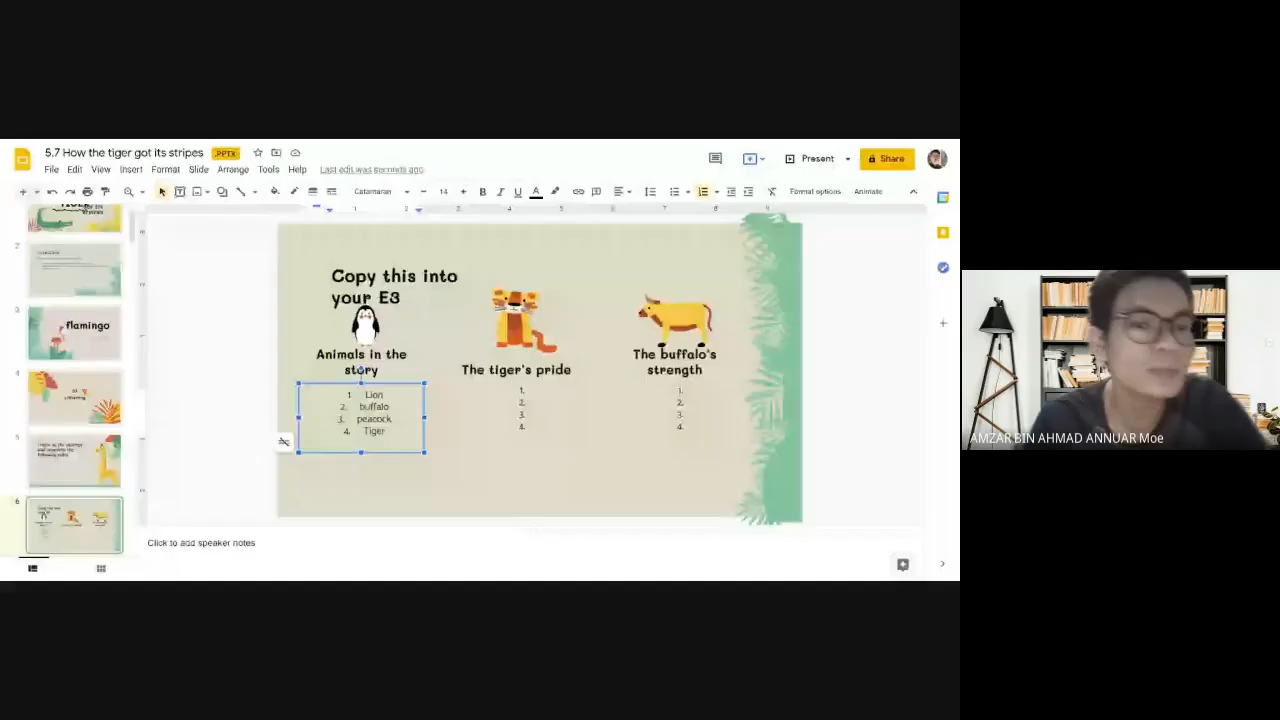 5.7 How the tiger got its stripes .PPTX
File Edit View Insert Format Slide Arrange Tools Help Last edit was seconds ago
Present
Share
Catamaran 14 Format options Animate
flamingo
Copy this into
your E3
Animals in the
story
1 Lion
2. buffalo
3. peacock
4. Tiger
The tiger's pride
1.
2.
3.
4.
The buffalo's
strength
1.
2.
3.
4.
Click to add speaker notes
AMZAR BIN AHMAD ANNUAR Moe